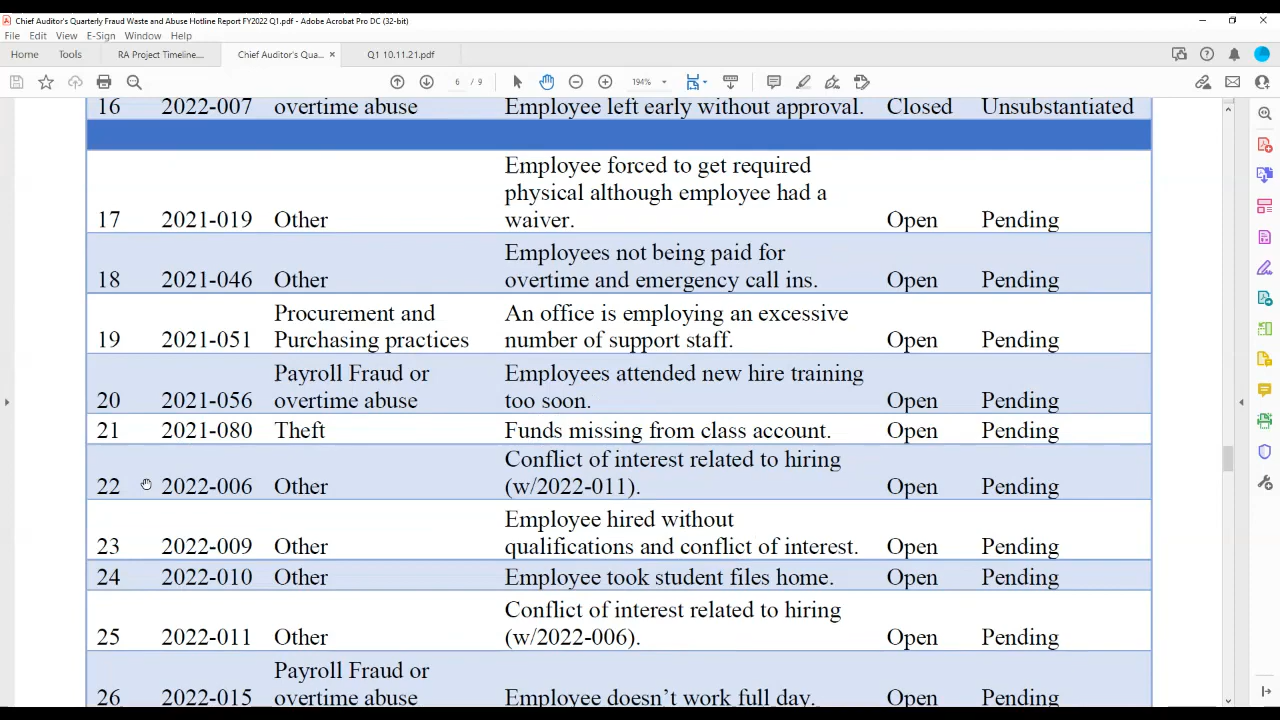 Chief Auditor's Quarterly Fraud Waste and Abuse Hotline Report FY2022 Q1.pdf - Adobe Acrobat Pro DC (32-bit)
File Edit View E-Sign Window Help
Home Tools RA Project Timeline... Chief Auditor's Qua... × Q1 10.11.21.pdf
6 / 9 194%
16 2022-007 overtime abuse Employee left early without approval. Closed Unsubstantiated
Employee forced to get required
physical although employee had a
17 2021-019 Other waiver. Open Pending
Employees not being paid for
18 2021-046 Other overtime and emergency call ins. Open Pending
Procurement and An office is employing an excessive
19 2021-051 Purchasing practices number of support staff. Open Pending
Payroll Fraud or Employees attended new hire training
20 2021-056 overtime abuse too soon. Open Pending
21 2021-080 Theft Funds missing from class account. Open Pending
Conflict of interest related to hiring
22 2022-006 Other (w/2022-011). Open Pending
Employee hired without
23 2022-009 Other qualifications and conflict of interest. Open Pending
24 2022-010 Other Employee took student files home. Open Pending
Conflict of interest related to hiring
25 2022-011 Other (w/2022-006). Open Pending
Payroll Fraud or
26 2022-015 overtime abuse Employee doesn't work full day. Open Pending